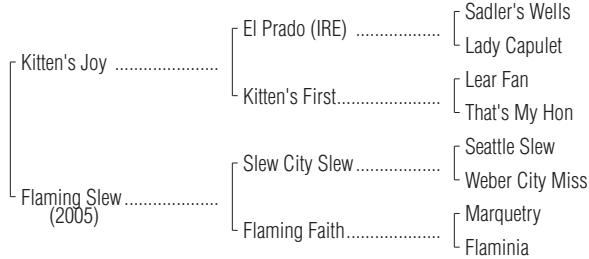 Sadler's Wells
El Prado (IRE) ..................
Lady Capulet
Kitten's Joy ......................
Lear Fan
Kitten's First......................
That's My Hon
Seattle Slew
Slew City Slew..................
Weber City Miss
Flaming Slew....................
(2005)
Marquetry
Flaming Faith....................
Flaminia